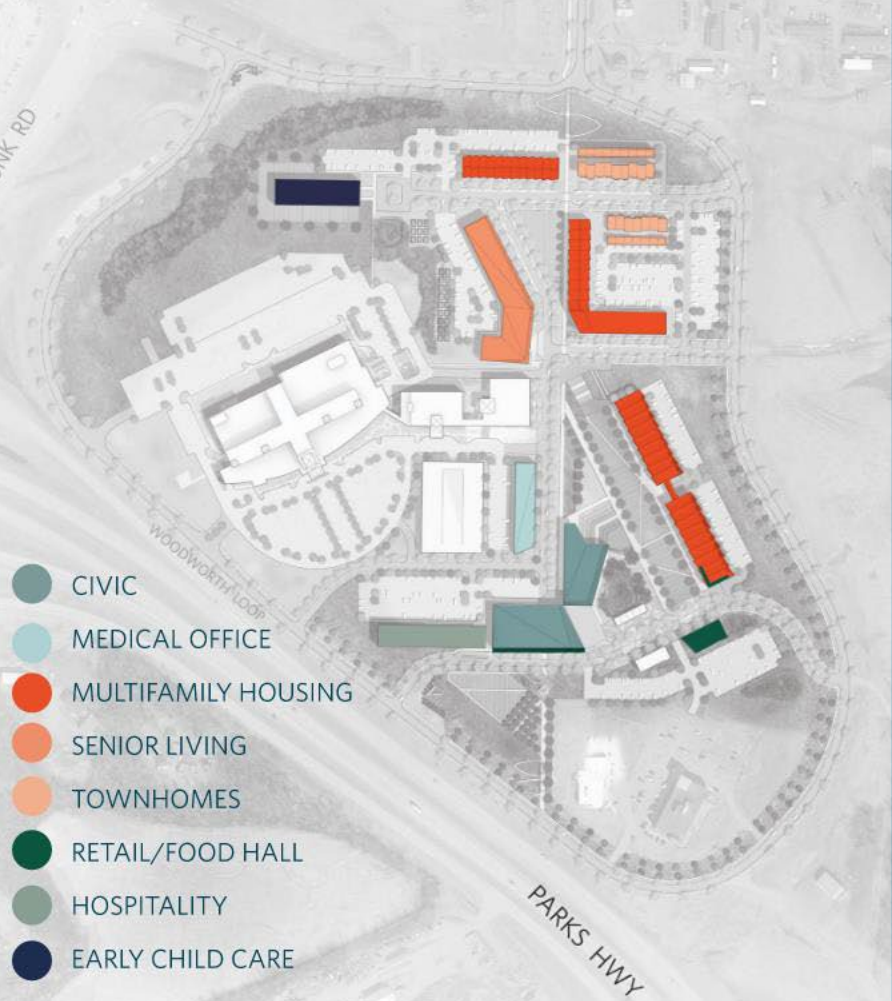 NK RD
WOODWORTH LOOP
CIVIC
MEDICAL OFFICE
MULTIFAMILY HOUSING
SENIOR LIVING
TOWNHOMES
RETAIL/FOOD HALL
HOSPITALITY
EARLY CHILD CARE
PARKS HWY